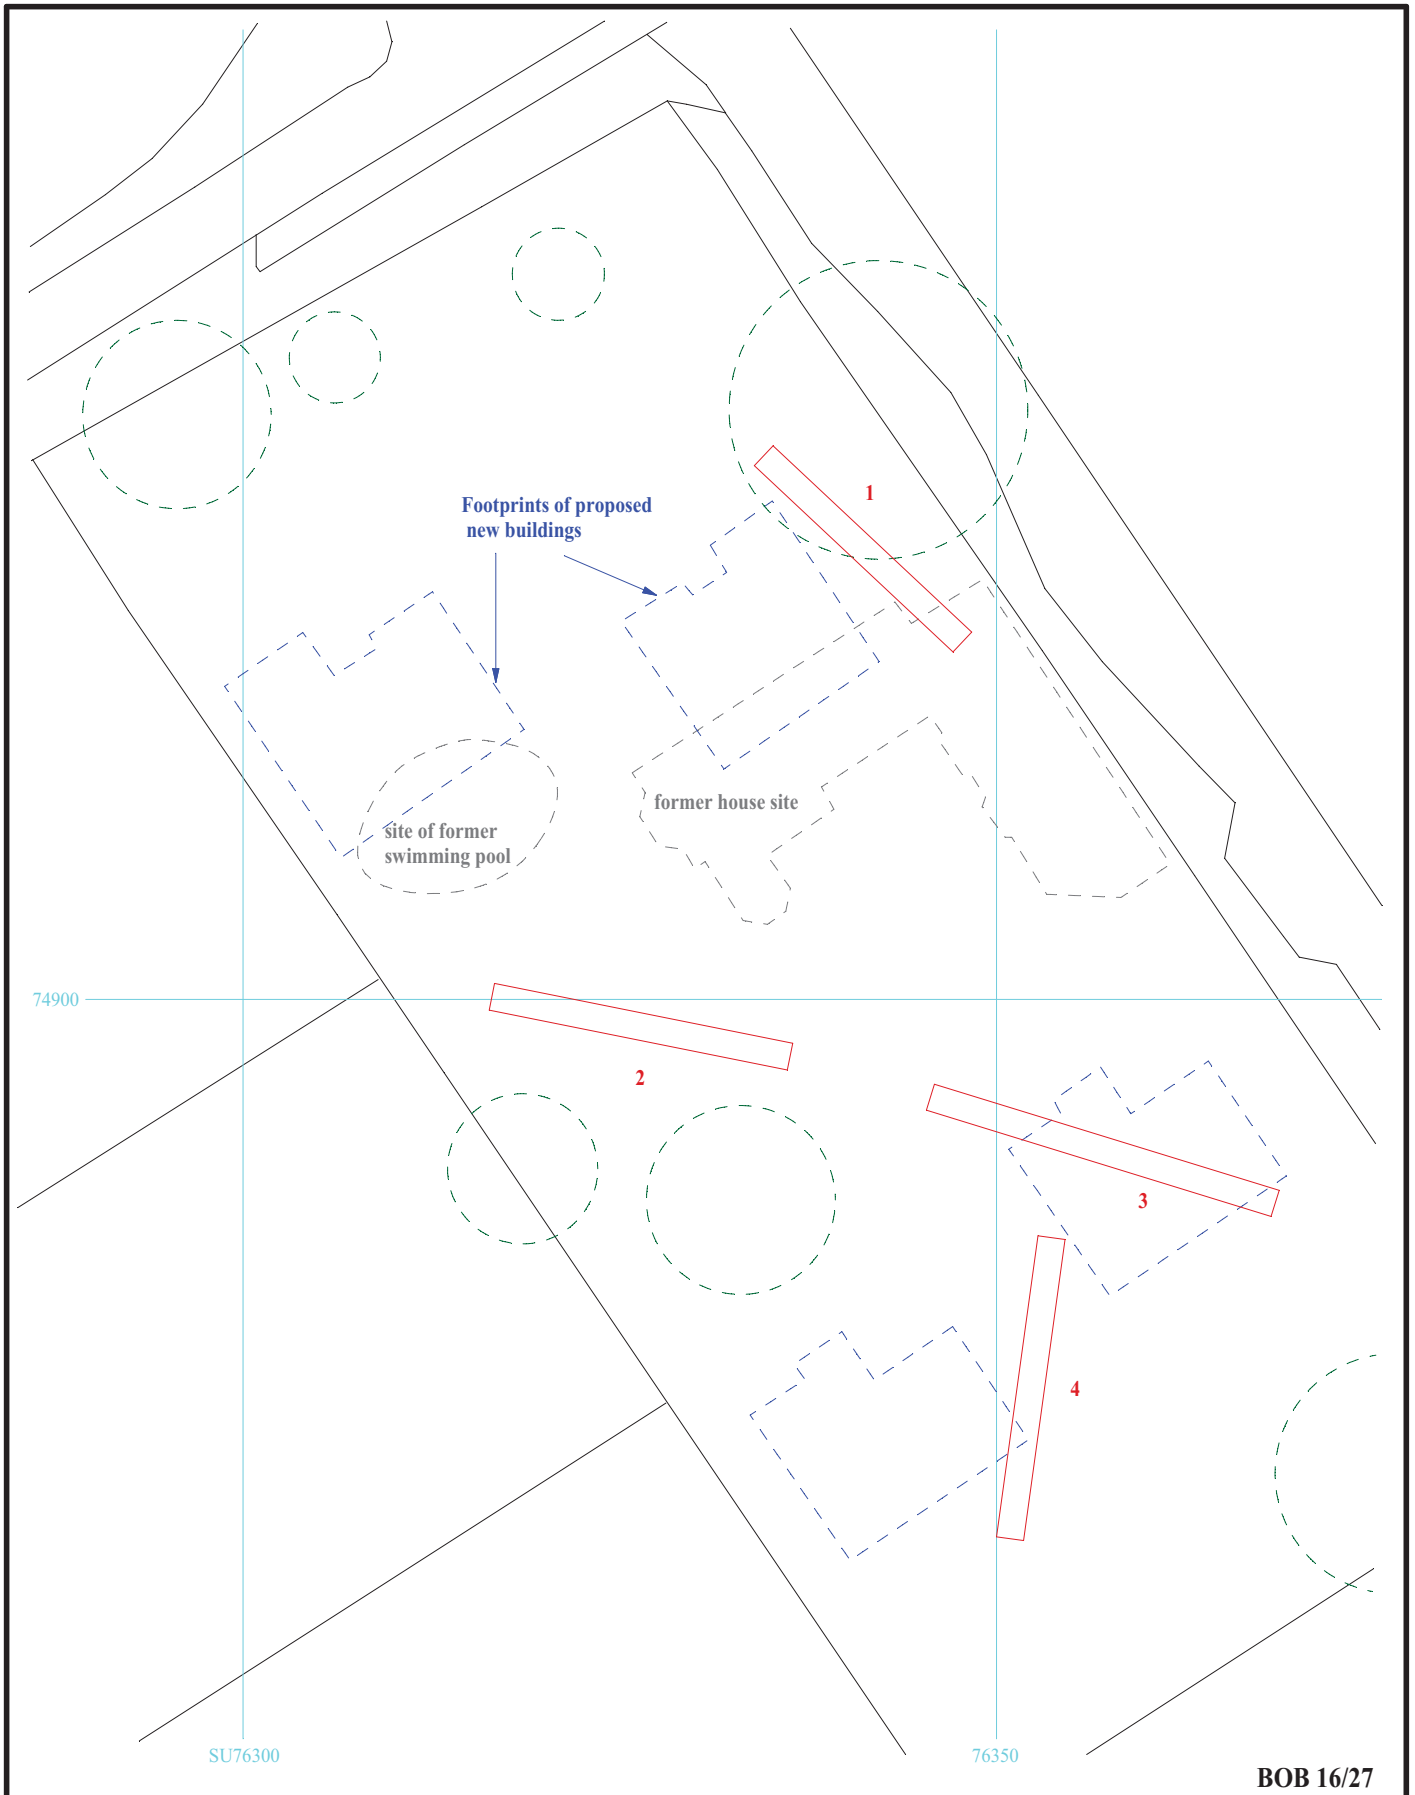 1
Footprints of proposed
new buildings
former house site
site of former
swimming pool
74900
2
3
4
SU76300
76350
BOB 16/27